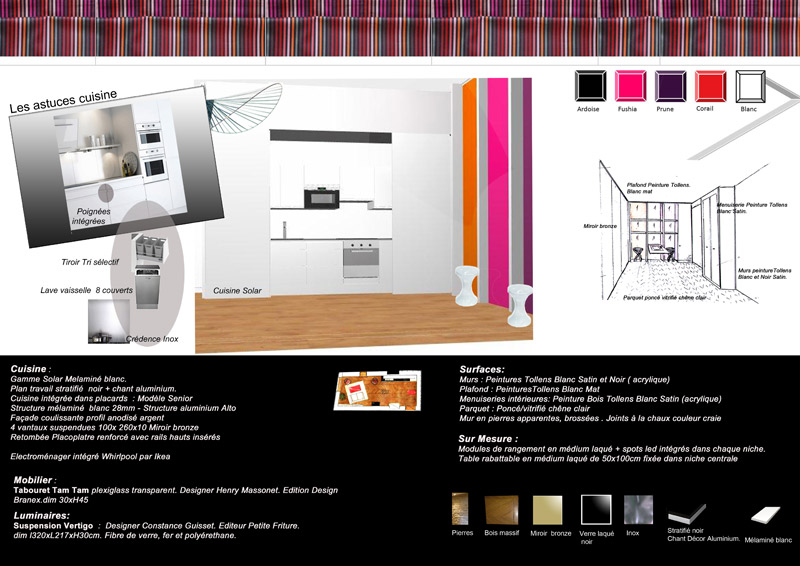 Les astuces cuisine
Poignées
intégrées
Tiroir Tri sélectif
Lave vaisselle 8 couverts
Crédence Inox
Cuisine Solar
Ardoise
Fushia
Prune
Corail
Blanc
Plafond Peinture Tollens.
Blanc mat
Menuiserie Peinture Tollens
Blanc Satin.
Miroir bronze
Murs peintureTollens
Blanc et Noir Satin.
Parquet poncé vitrifié chêne clair
Cuisine :
Gamme Solar Melaminé blanc.
Plan travail stratifié noir + chant aluminium.
Cuisine intégrée dans placards : Modèle Senior
Structure mélaminé blanc 28mm - Structure aluminium Alto
Façade coulissante profil anodisé argent
4 vantaux suspendues 100x 260x10 Miroir bronze
Retombée Placoplatre renforcé avec rails hauts insérés
Electroménager intégré Whirlpool par Ikea
Mobilier :
Tabouret Tam Tam plexiglass transparent. Designer Henry Massonet. Edition Design
Branex.dim 30xH45
Luminaires:
Suspension Vertigo : Designer Constance Guisset. Editeur Petite Friture.
dim l320xL217xH30cm. Fibre de verre, fer et polyéréthane.
Surfaces:
Murs : Peintures Tollens Blanc Satin et Noir ( acrylique)
Plafond : PeinturesTollens Blanc Mat
Menuiseries intérieures: Peinture Bois Tollens Blanc Satin (acrylique)
Parquet : Poncé/vitrifié chêne clair
Mur en pierres apparentes, brossées . Joints à la chaux couleur craie
Sur Mesure :
Modules de rangement en médium laqué + spots led intégrés dans chaque niche.
Table rabattable en médium laqué de 50x100cm fixée dans niche centrale
Pierres
Bois massif
Miroir bronze
Verre laqué
noir
Inox
Stratifié noir
Chant Décor Aluminium.
Mélaminé blanc